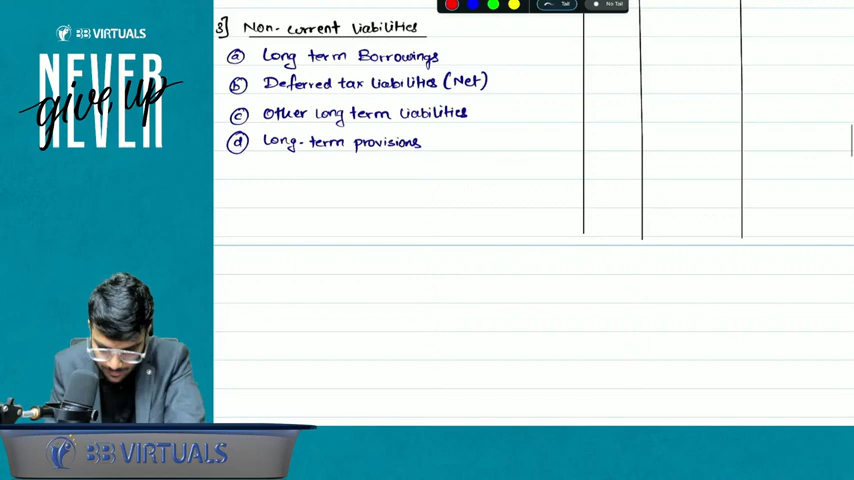 Tail
No Tail
3] Non-current liabilities
BB VIRTUALS
NEVER
give up
NEVER
a Long term Borrowings
b Deferred tax liabilities (Net)
c Other long term liabilities
d Long-term provisions
BB VIRTUALS